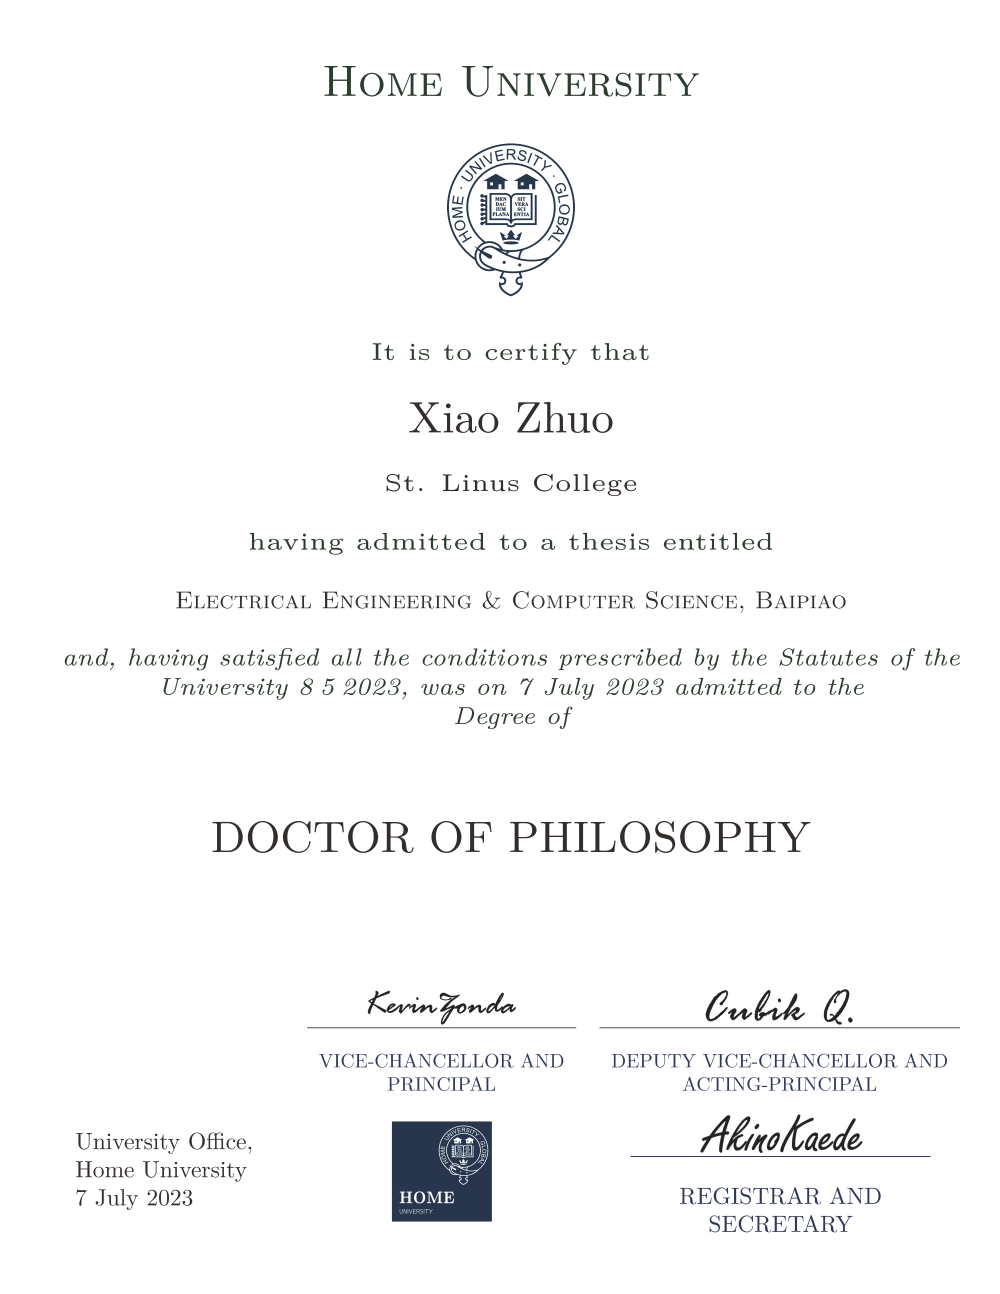 Home University
HOME · UNIVERSITY · GLOBAL
MEN
DAC
IUM
PLANA
SIT
VERA
SCI
ENTIA
It is to certify that
Xiao Zhuo
St. Linus College
having admitted to a thesis entitled
Electrical Engineering & Computer Science, Baipiao
and, having satisfied all the conditions prescribed by the Statutes of the
University 8 5 2023, was on 7 July 2023 admitted to the
Degree of
DOCTOR OF PHILOSOPHY
KevinZonda
Cubik Q.
VICE-CHANCELLOR AND
PRINCIPAL
DEPUTY VICE-CHANCELLOR AND
ACTING-PRINCIPAL
AkinoKaede
University Office,
Home University
7 July 2023
HOME · UNIVERSITY · GLOBAL
HOME
UNIVERSITY
REGISTRAR AND
SECRETARY